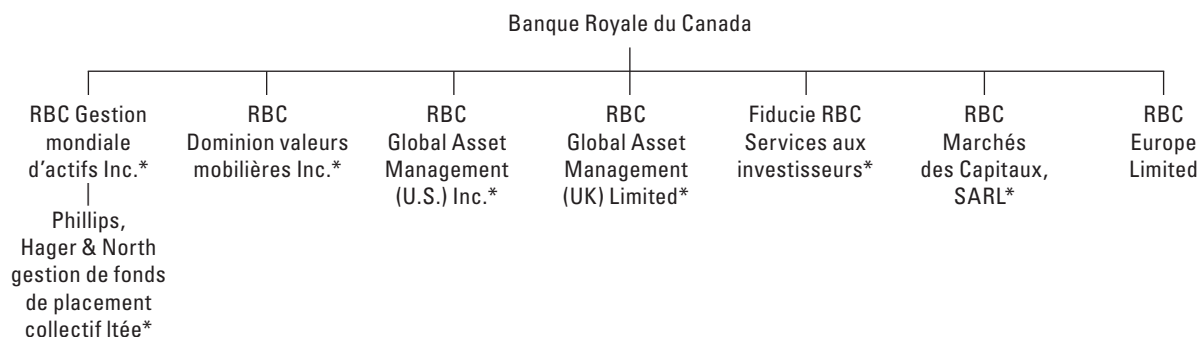 Banque Royale du Canada
RBC Gestion
mondiale
d'actifs Inc.*
Phillips,
Hager & North
gestion de fonds
de placement
collectif ltée*
RBC
Dominion valeurs
mobilières Inc.*
RBC
Global Asset
Management
(U.S.) Inc.*
RBC
Global Asset
Management
(UK) Limited*
Fiducie RBC
Services aux
investisseurs*
RBC
Marchés
des Capitaux,
SARL*
RBC
Europe
Limited